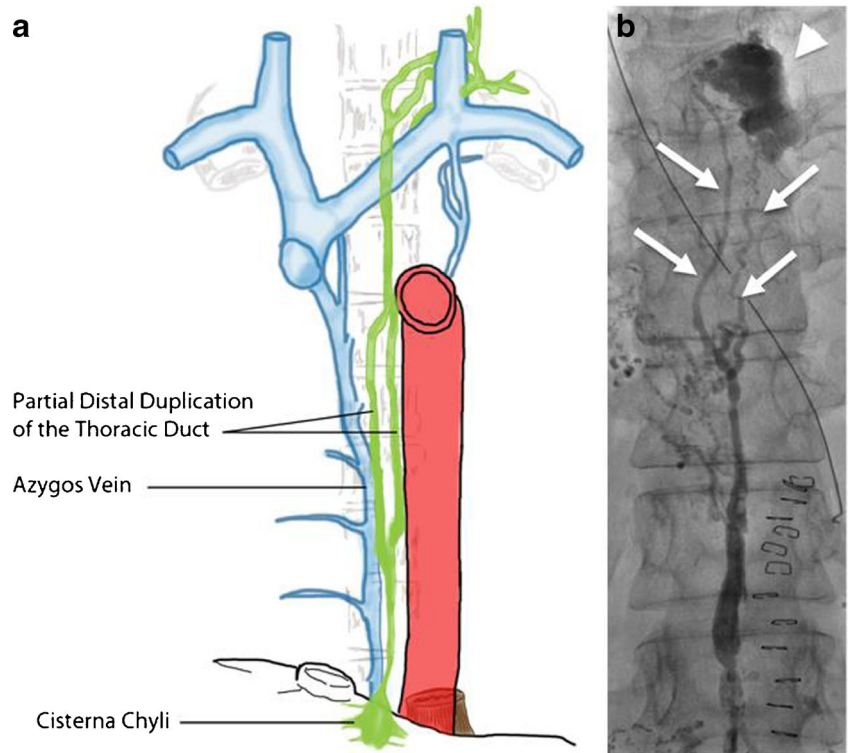 a
b
Partial Distal Duplication
of the Thoracic Duct
Azygos Vein
Cisterna Chyli